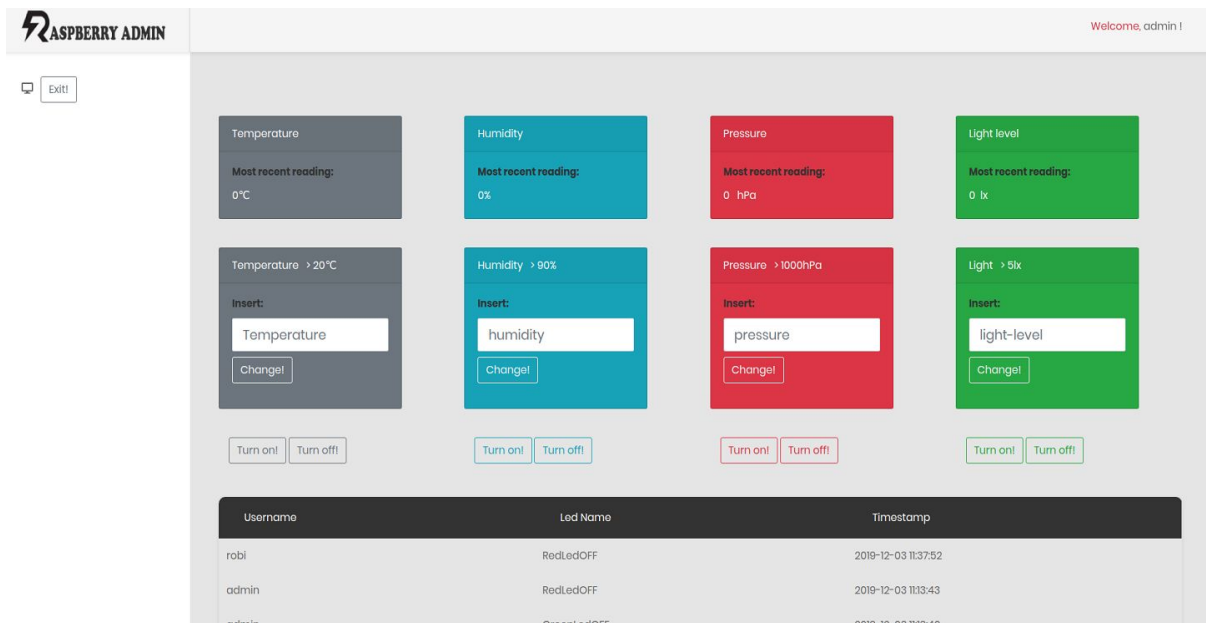 RASPBERRY ADMIN
Welcome, admin !
Exit!
Temperature
Most recent reading:
0°C
Humidity
Most recent reading:
0%
Pressure
Most recent reading:
0 hPa
Light level
Most recent reading:
0 lx
Temperature >20°C
Insert:
Temperature
Change!
Humidity >90%
Insert:
humidity
Change!
Pressure >1000hPa
Insert:
pressure
Change!
Light >5lx
Insert:
light-level
Change!
Turn on! Turn off!
Turn on! Turn off!
Turn on! Turn off!
Turn on! Turn off!
Username Led Name Timestamp
robi RedLedOFF 2019-12-03 11:37:52
admin RedLedOFF 2019-12-03 11:13:43